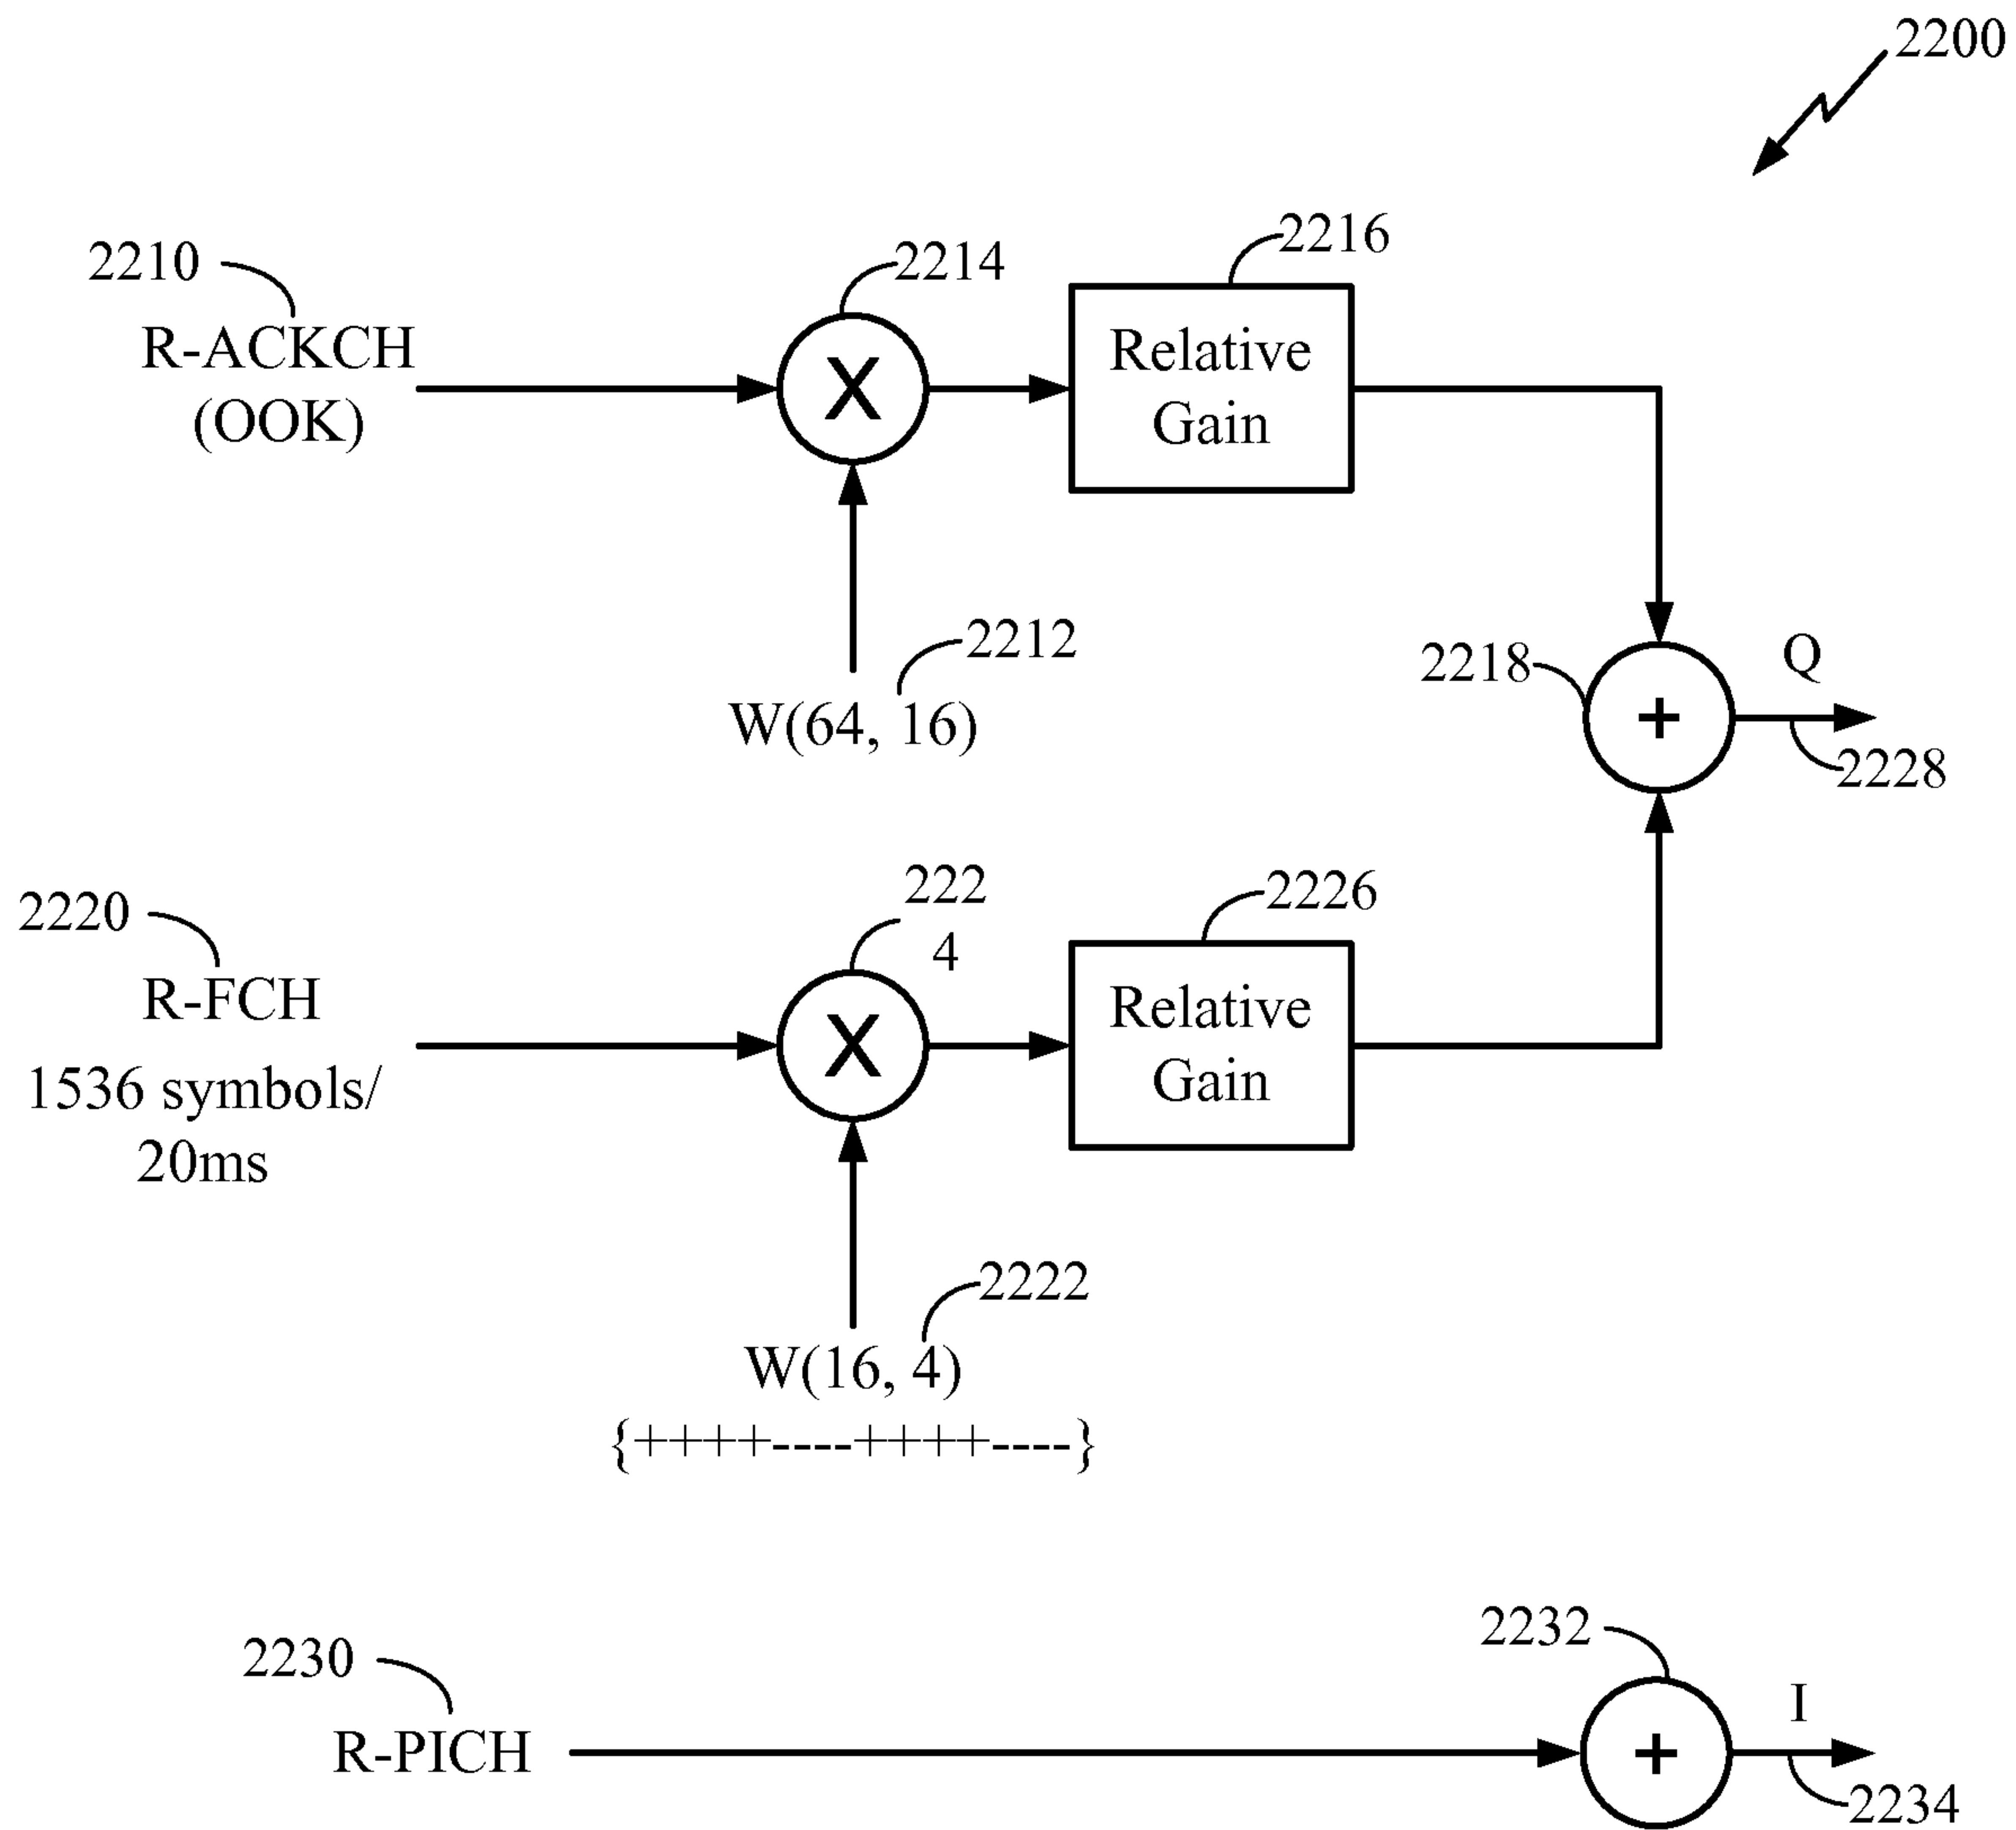 2200
2216
2210
2214
R-ACKCH
(OOK)
X
Relative
Gain
2212
W(64, 16)
2218
+
Q
2228
222
4
2226
2220
R-FCH
1536 symbols/
20ms
X
Relative
Gain
2222
W(16, 4)
{++++----++++----}
2232
2230
R-PICH
+
I
2234